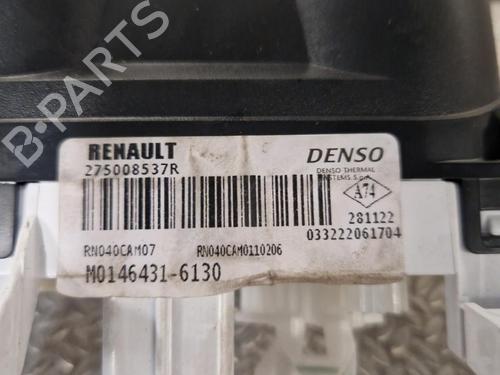 B-PARTS
RENAULT
275008537R
DENSO
DENSO THERMAL
SYSTEMS S.p.A.
A74
281122
033222061704
RN040CAM07
RN040CAM0110206
M0146431-6130